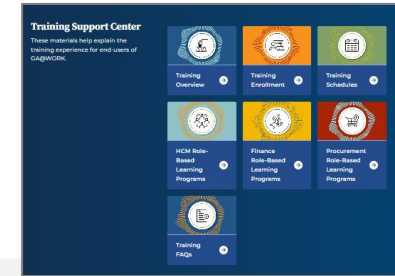 Training Support Center
These materials help explain the
training experience for end-users of
GA@WORK.
Training
Overview
Training
Enrollment
Training
Schedules
HCM Role-
Based
Learning
Programs
Finance
Role-Based
Learning
Programs
Procurement
Role-Based
Learning
Programs
Training
FAQs